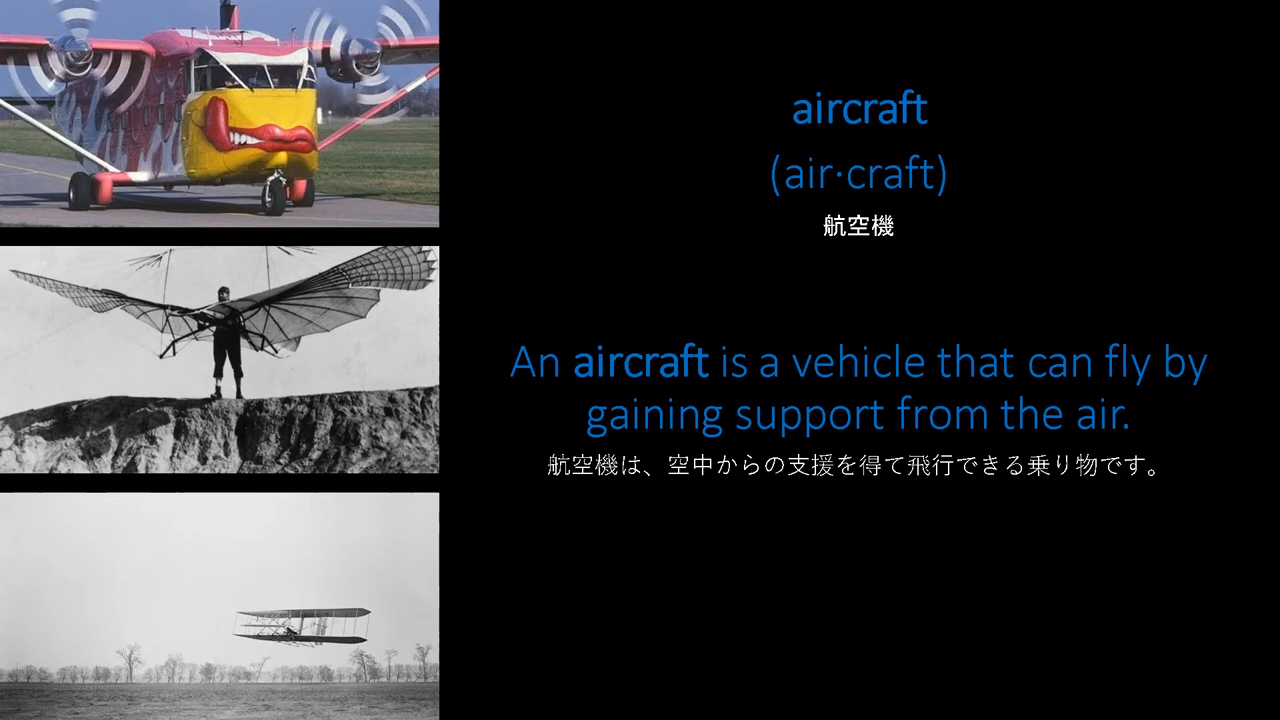 aircraft
(air·craft)
航空機
An aircraft is a vehicle that can fly by
gaining support from the air.
航空機は、空中からの支援を得て飛行できる乗り物です。